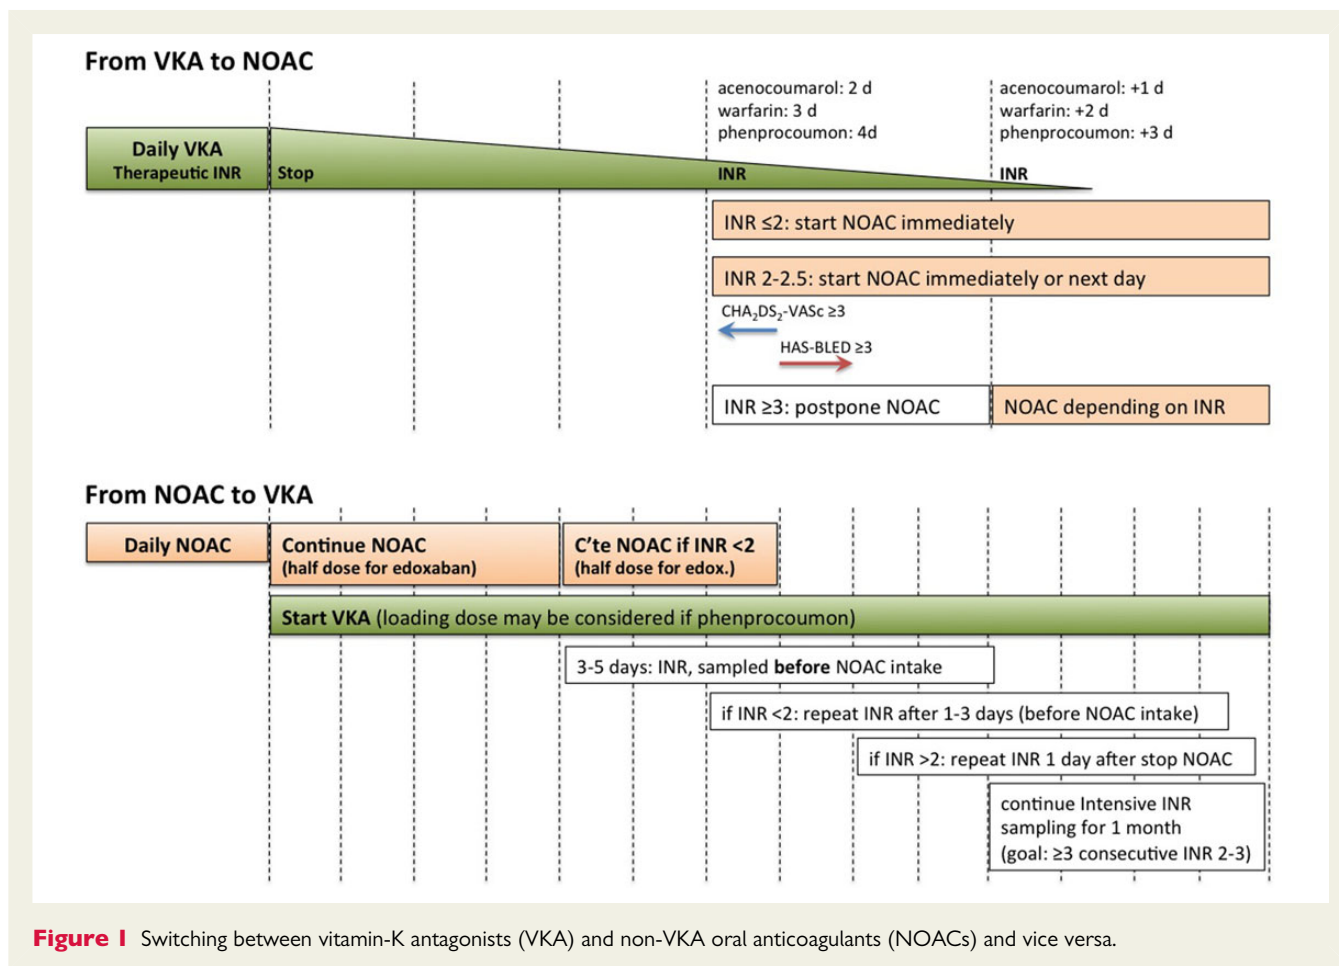 From VKA to NOAC
acenocoumarol: 2 d
warfarin: 3 d
phenprocoumon: 4d
acenocoumarol: +1 d
warfarin: +2 d
phenprocoumon: +3 d
Daily VKA
Therapeutic INR
Stop
INR
INR
INR ≤2: start NOAC immediately
INR 2-2.5: start NOAC immediately or next day
CHA₂DS₂-VASc ≥3
HAS-BLED ≥3
INR ≥3: postpone NOAC
NOAC depending on INR
From NOAC to VKA
Daily NOAC
Continue NOAC
(half dose for edoxaban)
C'te NOAC if INR <2
(half dose for edox.)
Start VKA (loading dose may be considered if phenprocoumon)
3-5 days: INR, sampled before NOAC intake
if INR <2: repeat INR after 1-3 days (before NOAC intake)
if INR >2: repeat INR 1 day after stop NOAC
continue Intensive INR
sampling for 1 month
(goal: ≥3 consecutive INR 2-3)
Figure 1 Switching between vitamin-K antagonists (VKA) and non-VKA oral anticoagulants (NOACs) and vice versa.